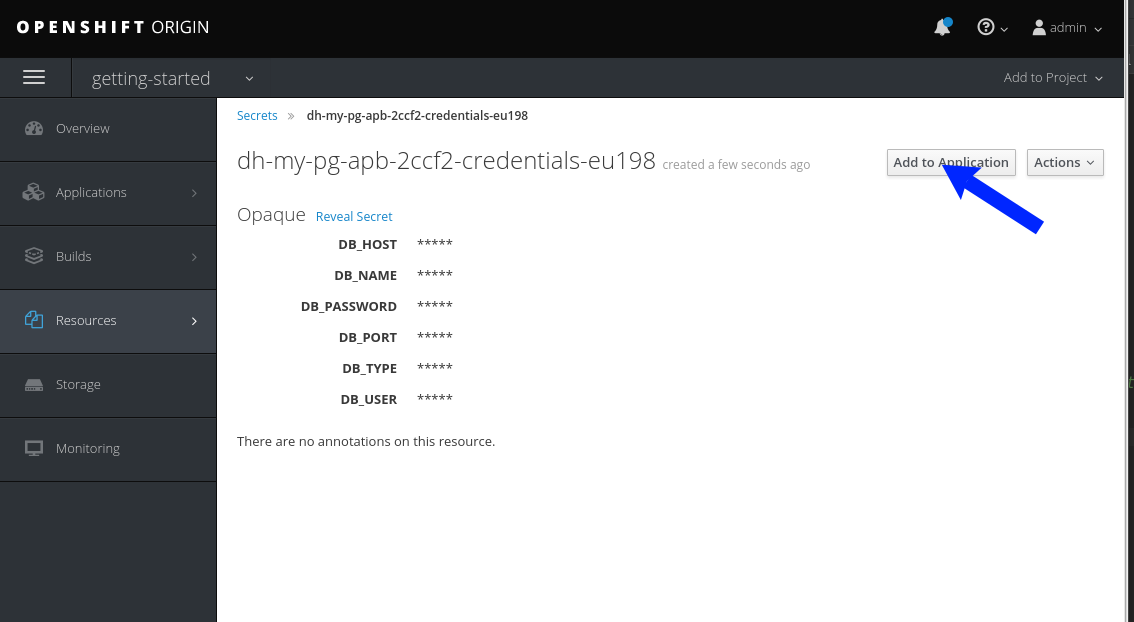 OPENSHIFT ORIGIN
admin
getting-started
Add to Project
Overview
Applications
Builds
Resources
Storage
Monitoring
Secrets » dh-my-pg-apb-2ccf2-credentials-eu198
dh-my-pg-apb-2ccf2-credentials-eu198 created a few seconds ago
Add to Application
Actions
Opaque Reveal Secret
DB_HOST *****
DB_NAME *****
DB_PASSWORD *****
DB_PORT *****
DB_TYPE *****
DB_USER *****
There are no annotations on this resource.